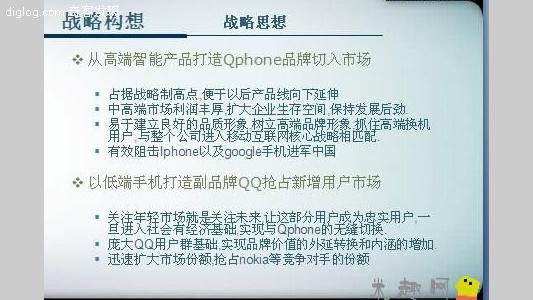 diglog.com 奇客发现
战略构想
战略思想
从高端智能产品打造Qphone品牌切入市场
占据战略制高点,便于以后产品线向下延伸
中高端市场利润丰厚,扩大企业生存空间,保持发展后劲.
易于建立良好的品质形象,树立高端品牌形象,抓住高端换机
用户,与整个公司进入移动互联网核心战略相匹配.
有效阻击Iphone以及google手机进军中国
以低端手机打造副品牌QQ抢占新增用户市场
关注年轻市场就是关注未来,让这部分用户成为忠实用户,一
旦进入社会有经济基础,实现与Qphone的无缝切换.
庞大QQ用户群基础,实现品牌价值的外延转换和内涵的增加.
迅速扩大市场份额,抢占nokia等竞争对手的份额
米趣网